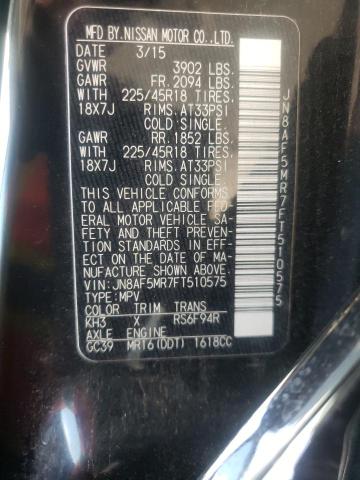 MFD.BY NISSAN MOTOR CO.,LTD.
DATE 3/15
GVWR 3902 LBS.
GAWR FR. 2094 LBS.
WITH 225/45R18 TIRES.
18X7J RIMS. AT33PSI
COLD SINGLE.
GAWR RR. 1852 LBS.
WITH 225/45R18 TIRES.
18X7J RIMS. AT33PSI
COLD SINGLE.
THIS VEHICLE CONFORMS
TO ALL APPLICABLE FED-
ERAL MOTOR VEHICLE SA-
FETY AND THEFT PREVENT-
ION STANDARDS IN EFF-
ECT ON THE DATE OF MA-
NUFACTURE SHOWN ABOVE.
VIN:JN8AF5MR7FT510575
TYPE:MPV
COLOR TRIM TRANS
KH3 X RS6F94R
AXLE ENGINE
GC39 MR16(DDT) 1618CC
JN8AF5MR7FT510575